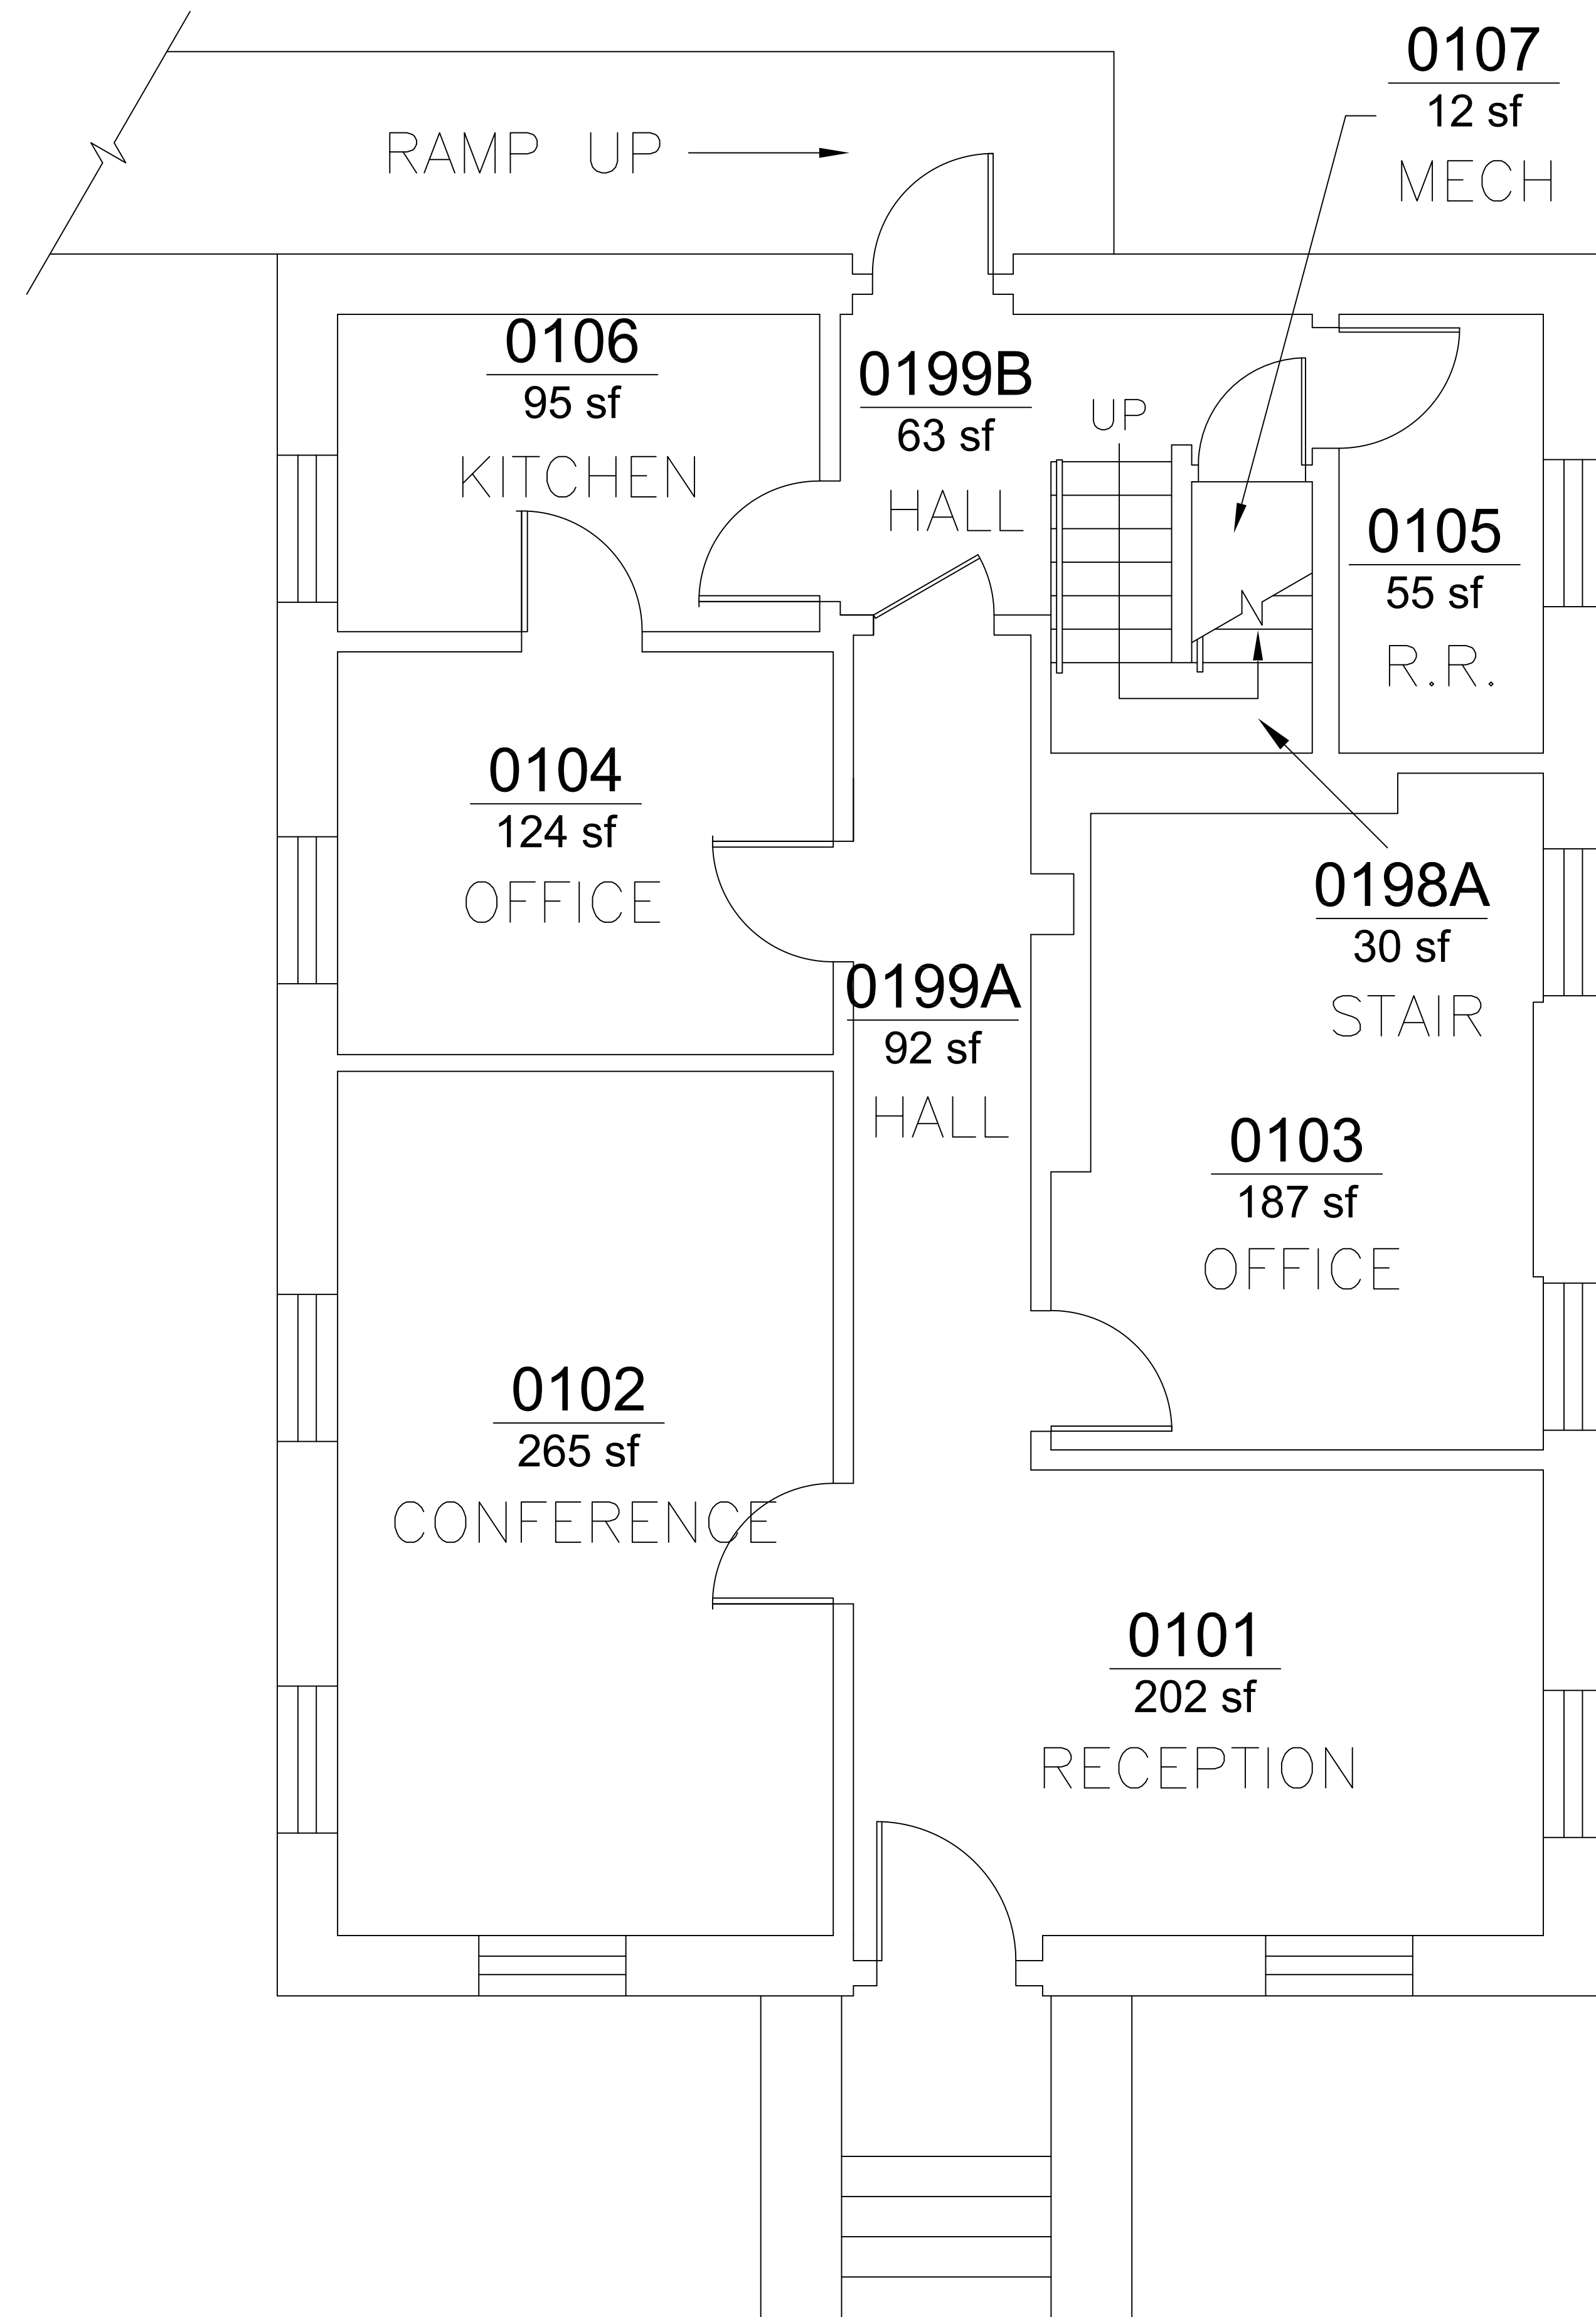 0107
12 sf
MECH
RAMP UP
0106
95 sf
KITCHEN
0199B
63 sf
HALL
UP
0105
55 sf
R.R.
0104
124 sf
OFFICE
0198A
30 sf
STAIR
0199A
92 sf
HALL
0103
187 sf
OFFICE
0102
265 sf
CONFERENCE
0101
202 sf
RECEPTION